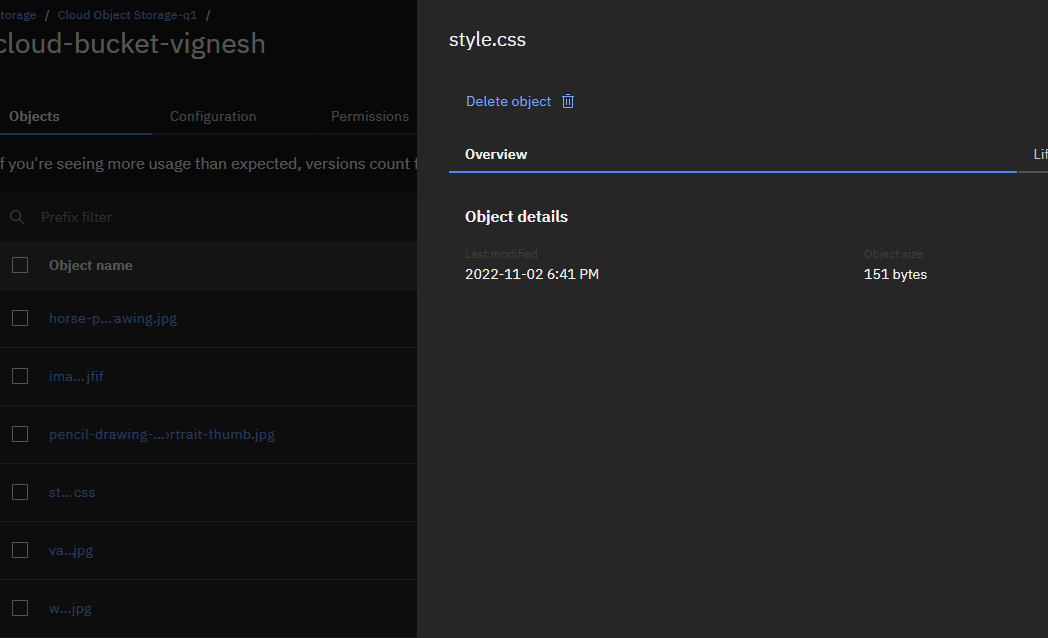 torage / Cloud Object Storage-q1 /
cloud-bucket-vignesh
Objects Configuration Permissions
f you're seeing more usage than expected, versions count t
Prefix filter
Object name
horse-p...awing.jpg
ima...jfif
pencil-drawing-...rtrait-thumb.jpg
st...css
va...jpg
w...jpg
style.css
Delete object
Overview Lif
Object details
Last modified Object size
2022-11-02 6:41 PM 151 bytes